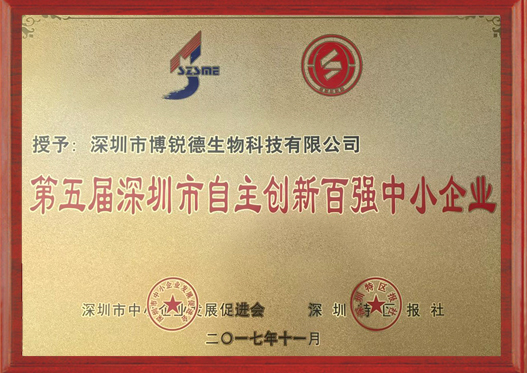 SZSME
授予：深圳市博锐德生物科技有限公司
第五届深圳市自主创新百强中小企业
深圳市中小企业发展促进会 深圳特区报社
二〇一七年十一月